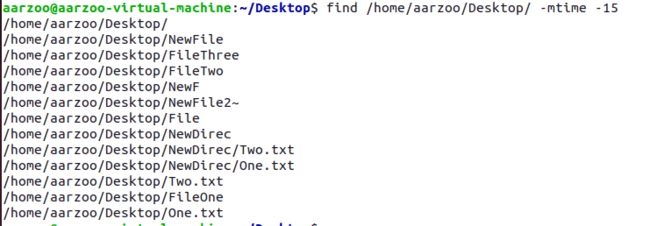 aarzoo@aarzoo-virtual-machine:~/Desktop$ find /home/aarzoo/Desktop/ -mtime -15
/home/aarzoo/Desktop/
/home/aarzoo/Desktop/NewFile
/home/aarzoo/Desktop/FileThree
/home/aarzoo/Desktop/FileTwo
/home/aarzoo/Desktop/NewF
/home/aarzoo/Desktop/NewFile2~
/home/aarzoo/Desktop/File
/home/aarzoo/Desktop/NewDirec
/home/aarzoo/Desktop/NewDirec/Two.txt
/home/aarzoo/Desktop/NewDirec/One.txt
/home/aarzoo/Desktop/Two.txt
/home/aarzoo/Desktop/FileOne
/home/aarzoo/Desktop/One.txt